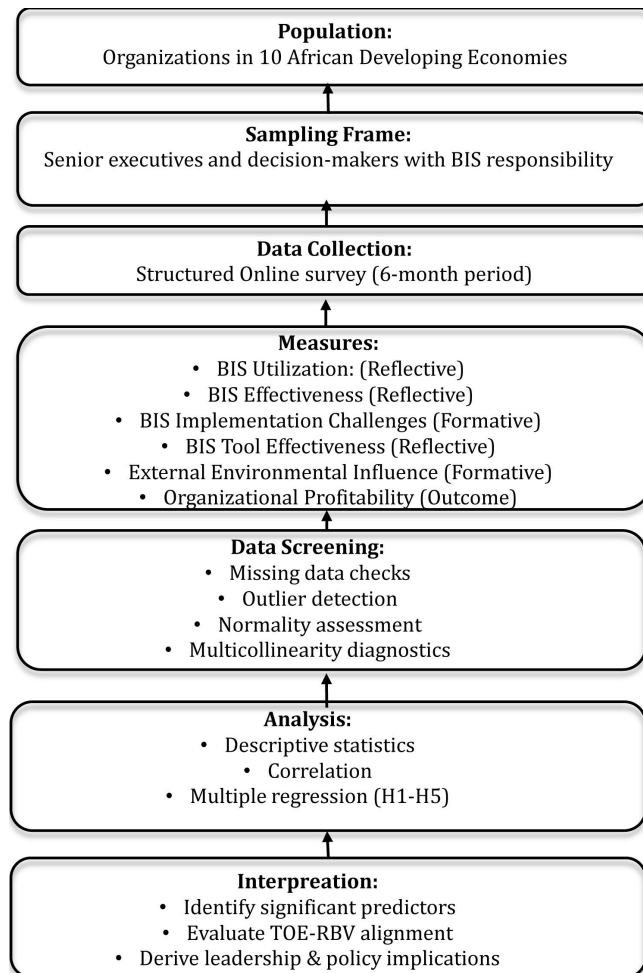 Population:
Organizations in 10 African Developing Economies
Sampling Frame:
Senior executives and decision-makers with BIS responsibility
Data Collection:
Structured Online survey (6-month period)
Measures:
• BIS Utilization: (Reflective)
• BIS Effectiveness (Reflective)
• BIS Implementation Challenges (Formative)
• BIS Tool Effectiveness (Reflective)
• External Environmental Influence (Formative)
• Organizational Profitability (Outcome)
Data Screening:
• Missing data checks
• Outlier detection
• Normality assessment
• Multicollinearity diagnostics
Analysis:
• Descriptive statistics
• Correlation
• Multiple regression (H1-H5)
Interpreation:
• Identify significant predictors
• Evaluate TOE-RBV alignment
• Derive leadership & policy implications